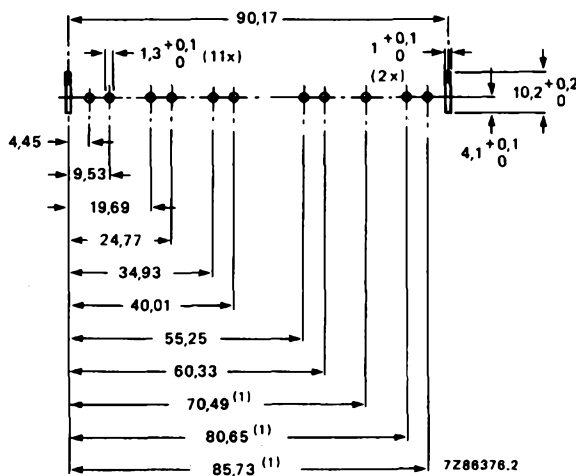 90,17
1,3 +0,1 0 (11x)
1 +0,1 0
(2x)
10,2 +0,2 0
4,1 +0,1 0
4,45
9,53
19,69
24,77
34,93
40,01
55,25
60,33
70,49 (1)
80,65 (1)
85,73 (1)
7Z86376.2